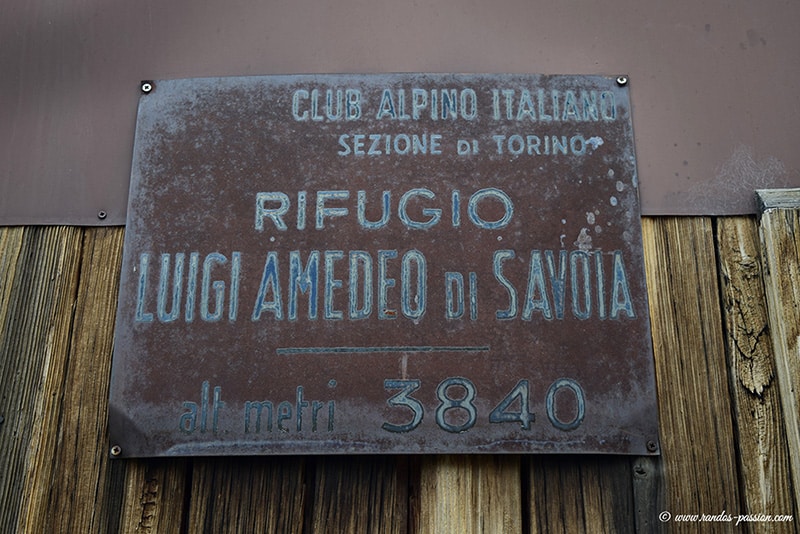 CLUB ALPINO ITALIANO
SEZIONE DI TORINO
RIFUGIO
LUIGI AMEDEO DI SAVOIA
alt. metri 3840
© www.randos-passion.com